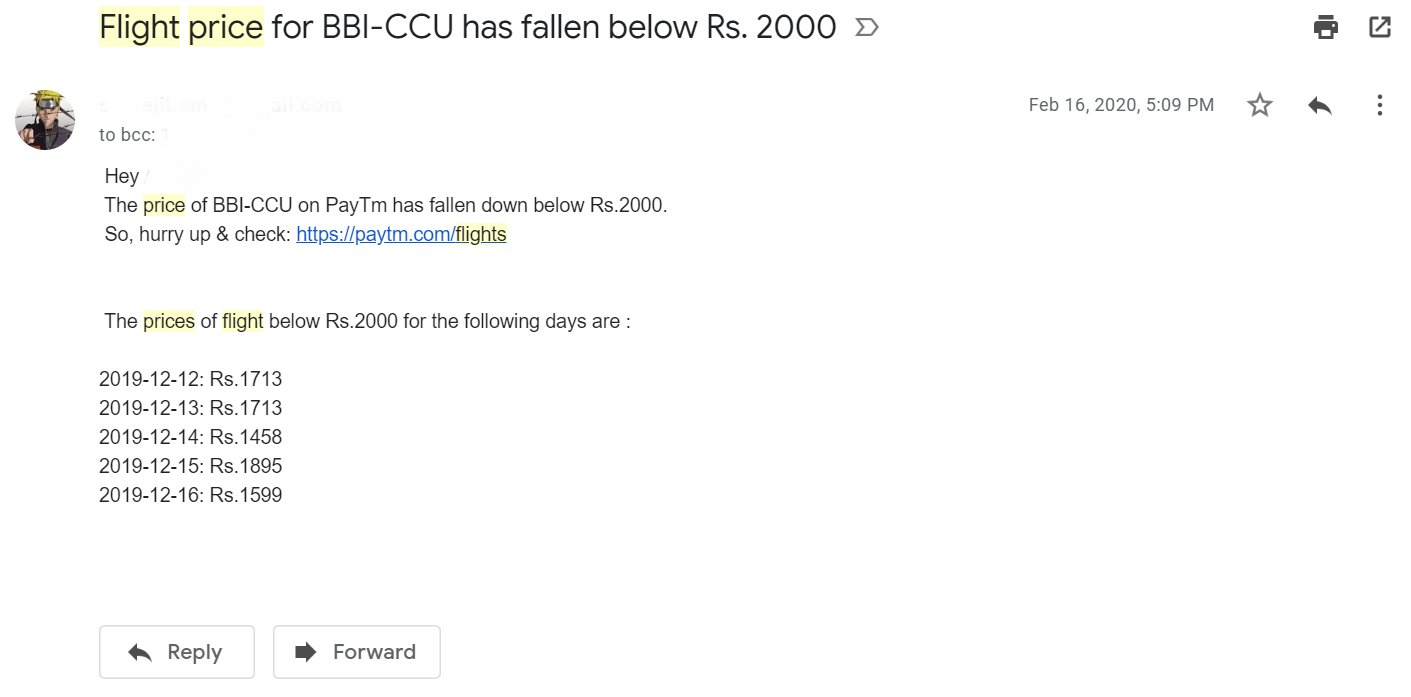 Flight price for BBI-CCU has fallen below Rs. 2000
Feb 16, 2020, 5:09 PM
to bcc:
Hey
The price of BBI-CCU on PayTm has fallen down below Rs.2000.
So, hurry up & check: https://paytm.com/flights
The prices of flight below Rs.2000 for the following days are :
2019-12-12: Rs.1713
2019-12-13: Rs.1713
2019-12-14: Rs.1458
2019-12-15: Rs.1895
2019-12-16: Rs.1599
Reply
Forward